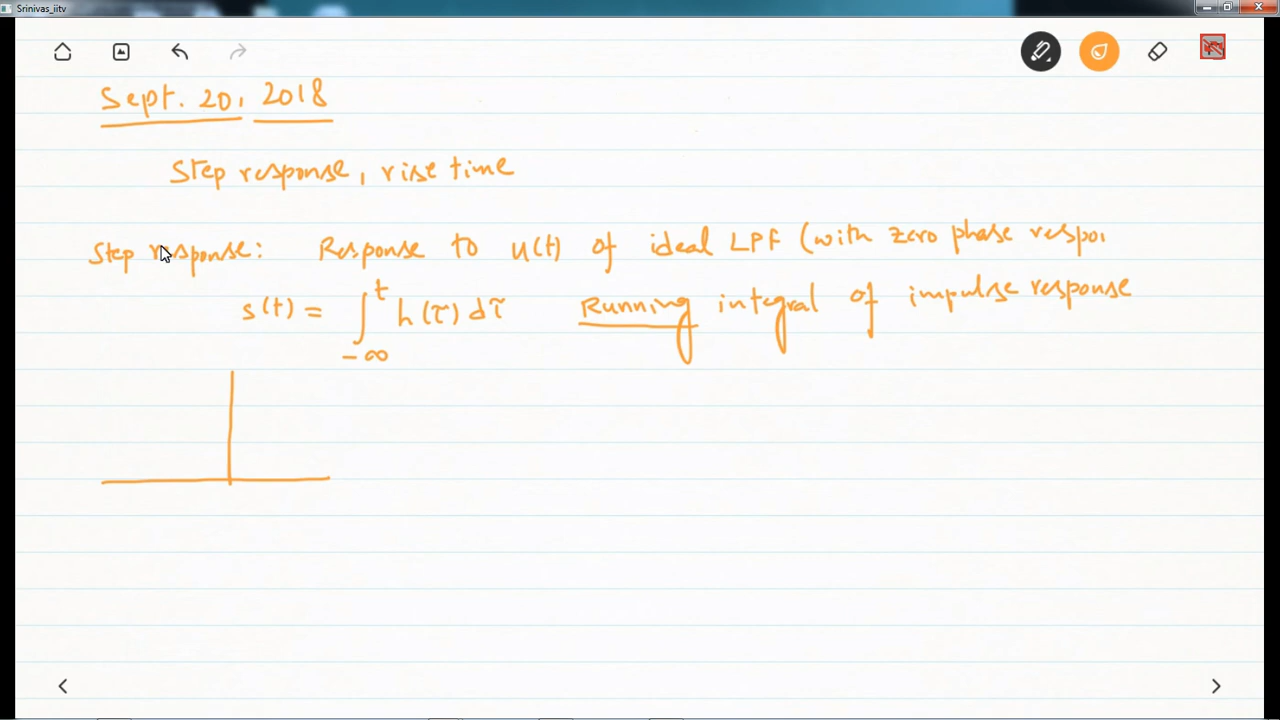 Srinivas_iitv
Sept. 20, 2018
Step response, rise time
Step response: Response to u(t) of ideal LPF (with zero phase respo
s(t) = ∫_{-∞}^{t} h(τ) dτ Running integral of impulse response